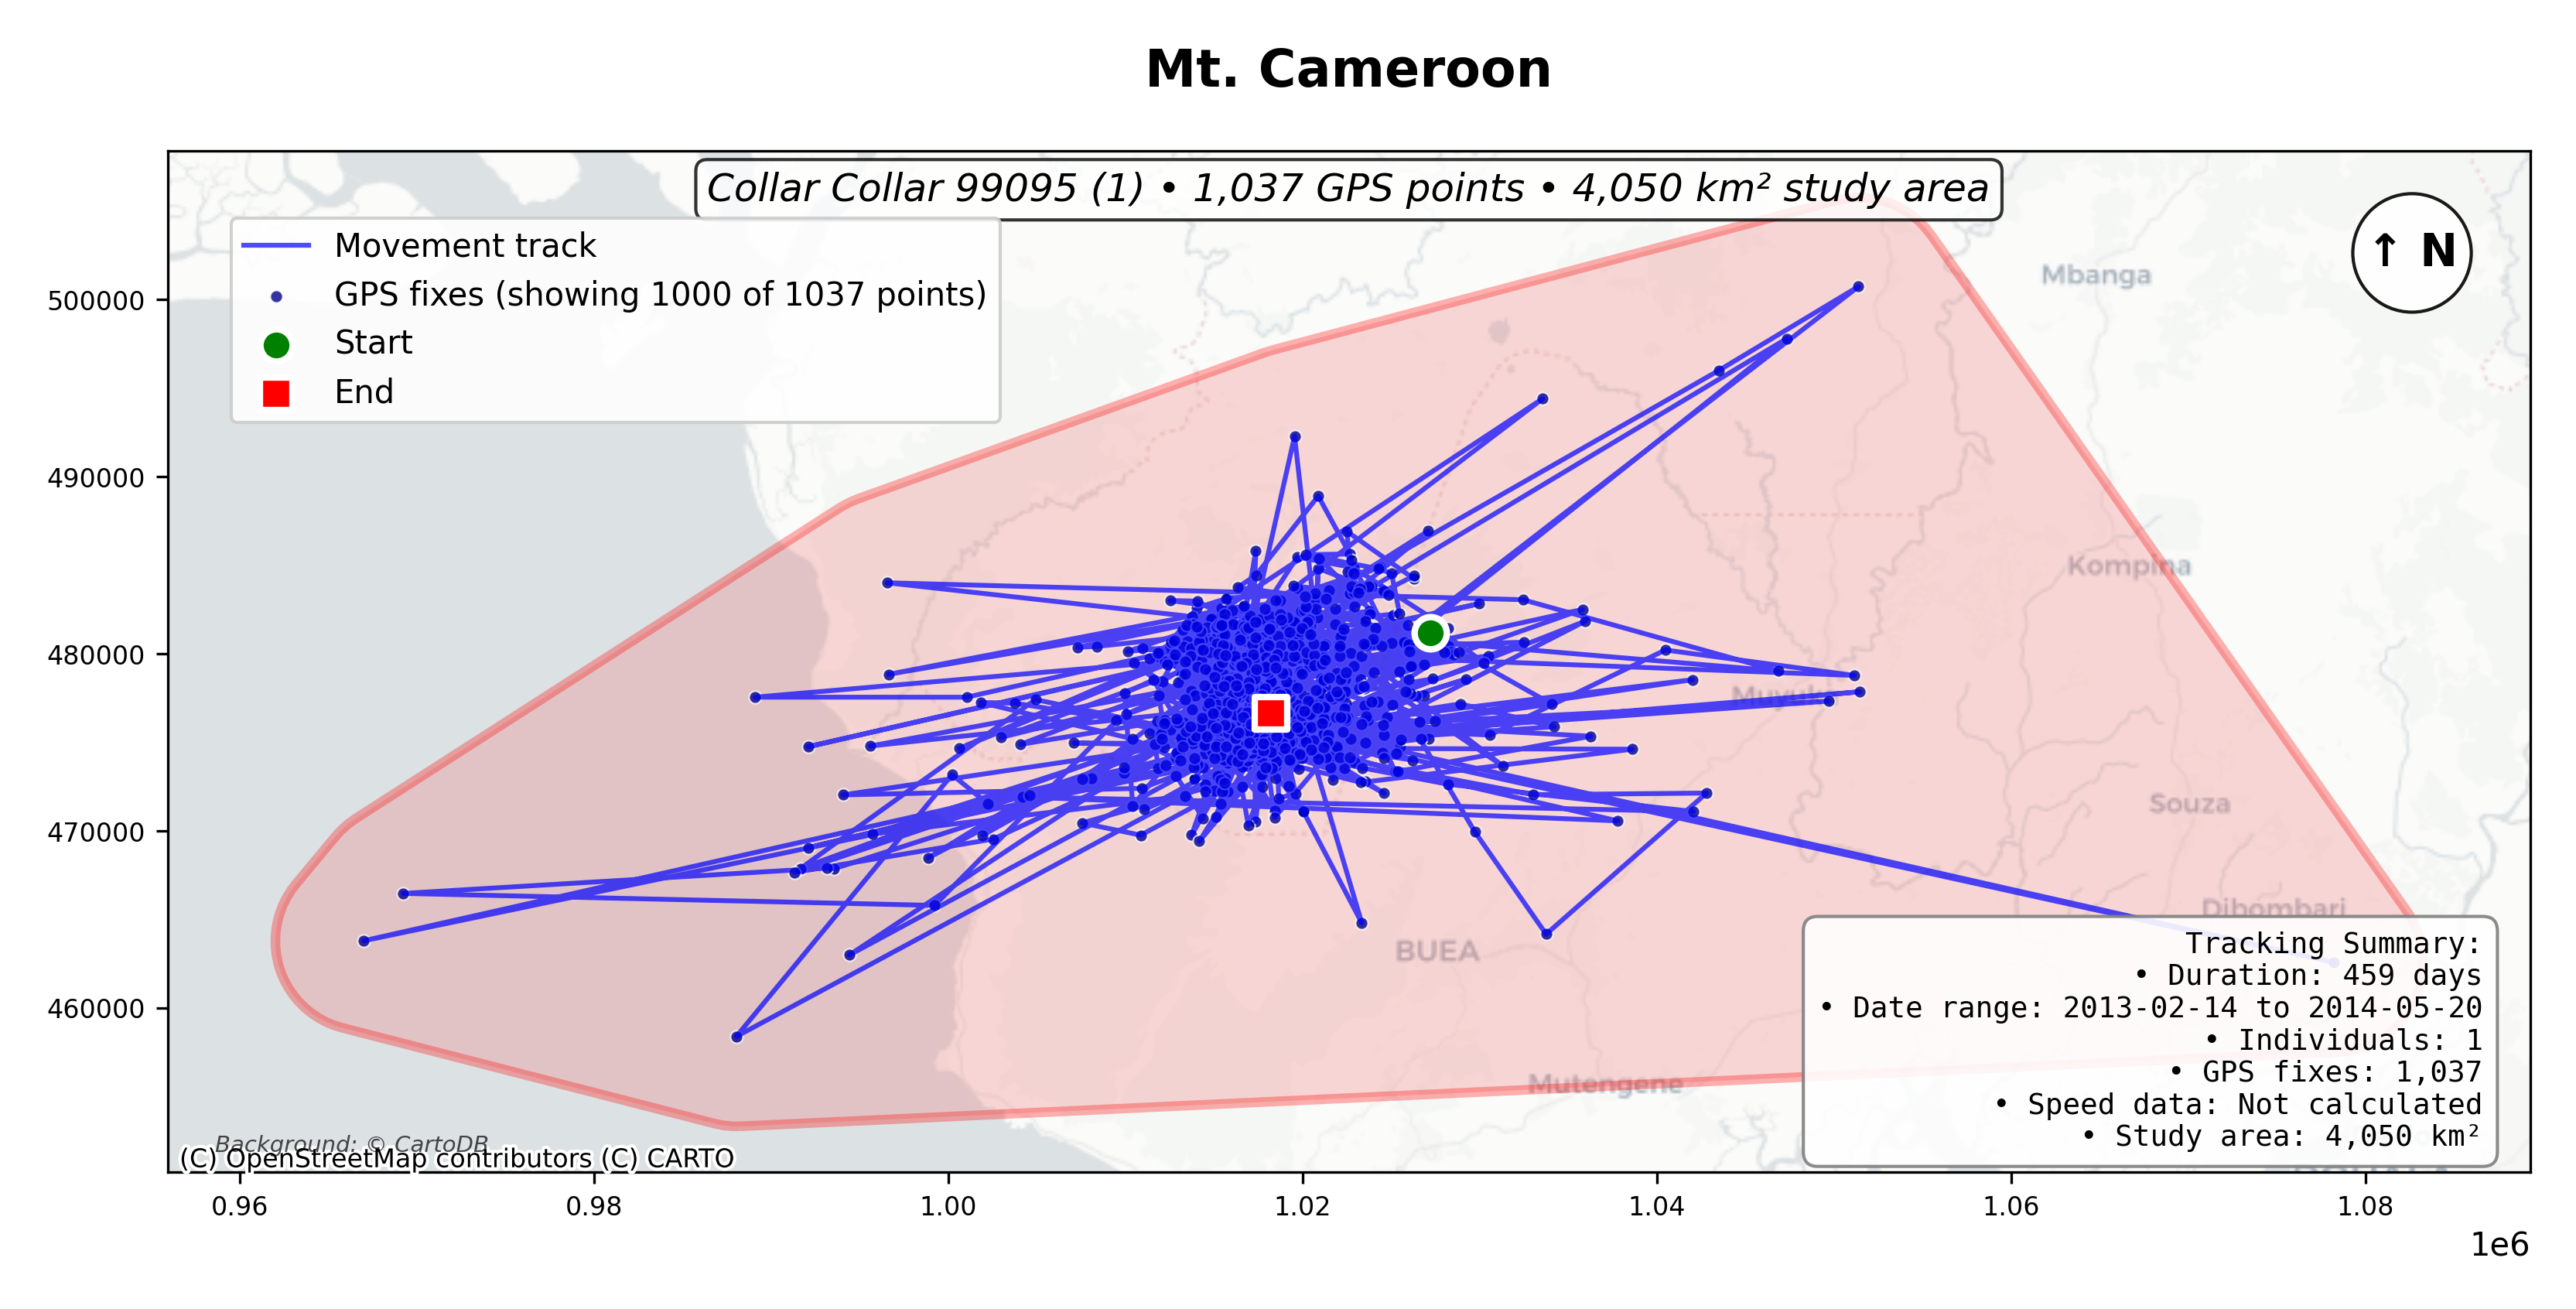 Mt. Cameroon
Collar Collar 99095 (1) • 1,037 GPS points • 4,050 km² study area
Movement track
GPS fixes (showing 1000 of 1037 points)
Start
End
↑ N
Mbanga
Kompina
Muyuka
Souza
Dibombari
BUEA
Mutengene
500000
490000
480000
470000
460000
Tracking Summary:
• Duration: 459 days
• Date range: 2013-02-14 to 2014-05-20
• Individuals: 1
• GPS fixes: 1,037
• Speed data: Not calculated
• Study area: 4,050 km²
Background: © CartoDB
(C) OpenStreetMap contributors (C) CARTO
0.96 0.98 1.00 1.02 1.04 1.06 1.08
1e6